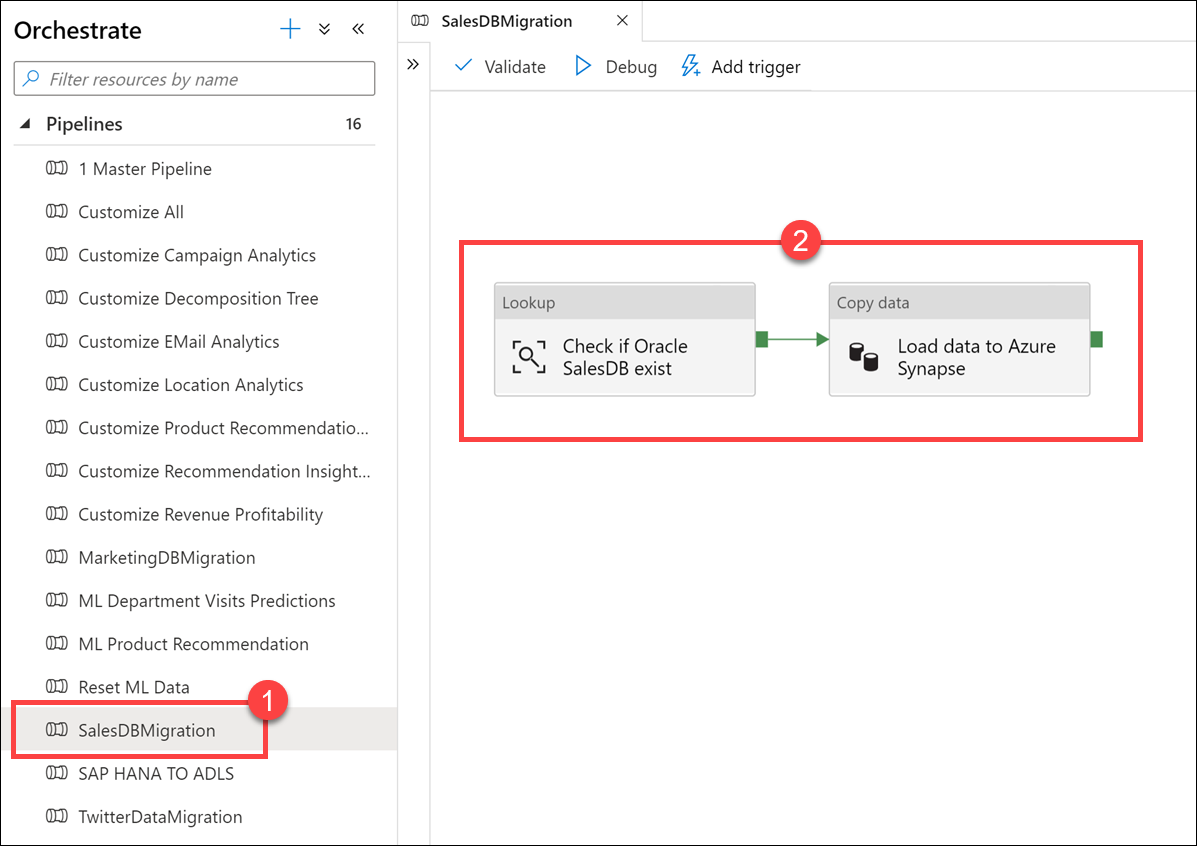 Orchestrate
Filter resources by name
Pipelines 16
1 Master Pipeline
Customize All
Customize Campaign Analytics
Customize Decomposition Tree
Customize EMail Analytics
Customize Location Analytics
Customize Product Recommendatio...
Customize Recommendation Insight...
Customize Revenue Profitability
MarketingDBMigration
ML Department Visits Predictions
ML Product Recommendation
Reset ML Data
1
SalesDBMigration
SAP HANA TO ADLS
TwitterDataMigration
SalesDBMigration
Validate Debug Add trigger
2
Lookup
Check if Oracle
SalesDB exist
Copy data
Load data to Azure
Synapse